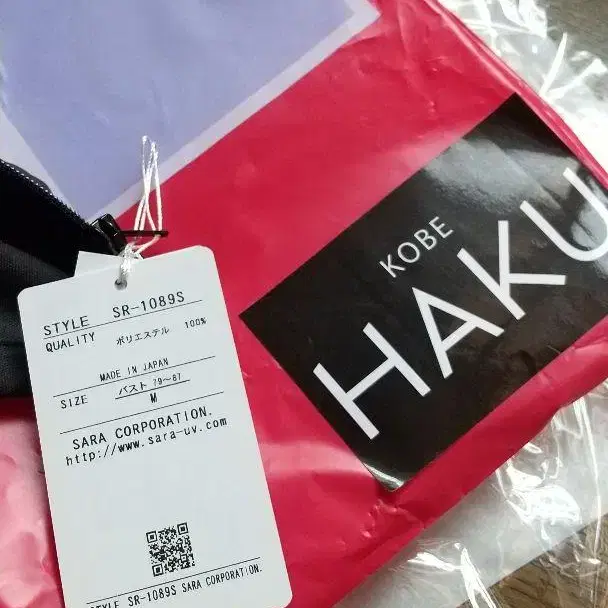 STYLE SR-1089S
QUALITY ポリエステル 100%
MADE IN JAPAN
SIZE バスト 79~87
M
SARA CORPORATION.
http://www.sara-uv.com
STYLE SR-1089S SARA CORPORATION.
KOBE
HAKU